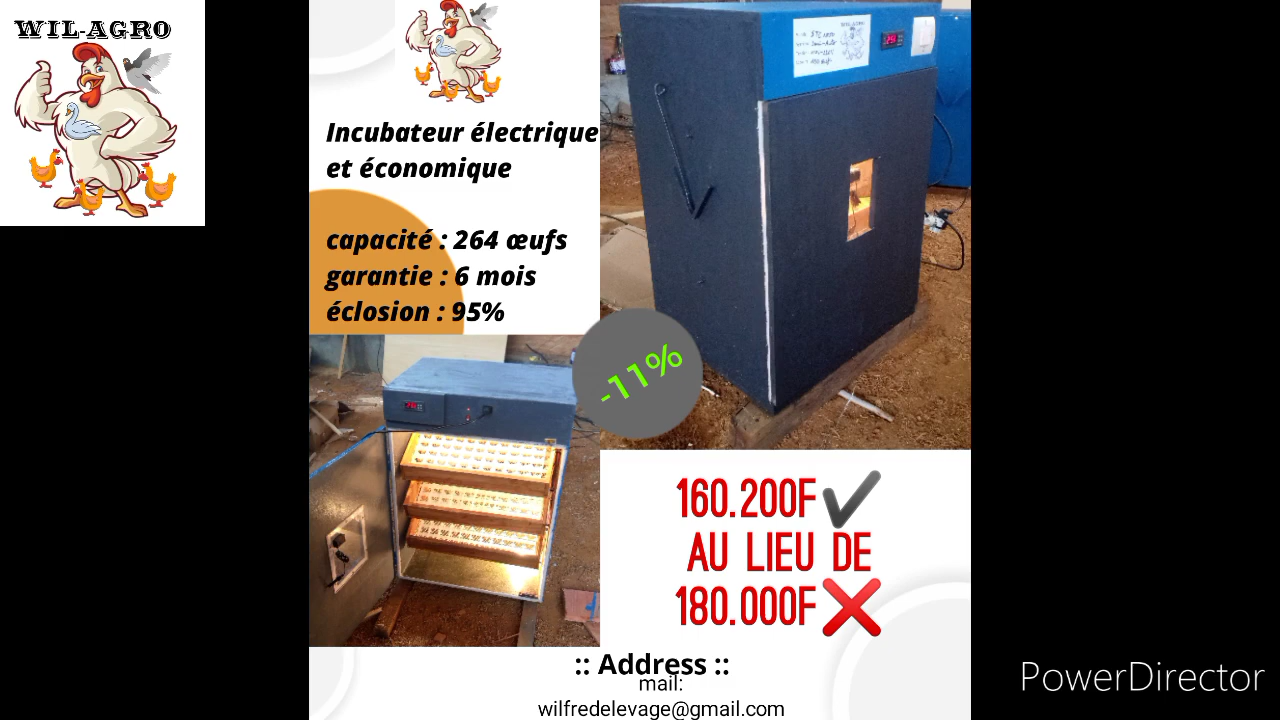 WIL-AGRO
Incubateur électrique
et économique
capacité : 264 œufs
garantie : 6 mois
éclosion : 95%
-11%
160.200F
AU LIEU DE
180.000F
:: Address ::
mail:
wilfredelevage@gmail.com
PowerDirector